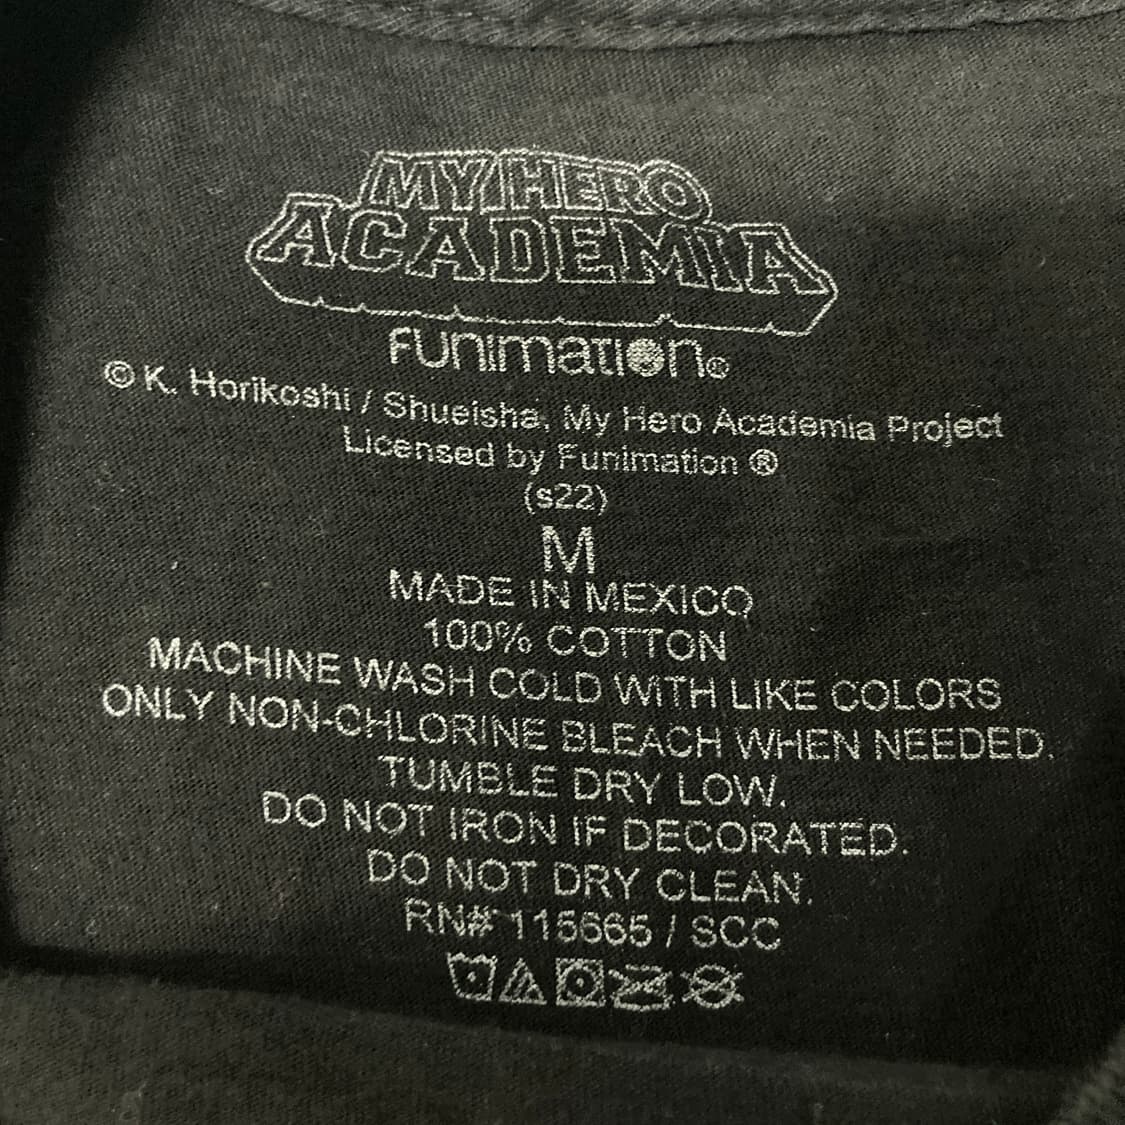 MY HERO
ACADEMIA
FUnimation®
© K. Horikoshi / Shueisha, My Hero Academia Project
Licensed by Funimation ®
(s22)
M
MADE IN MEXICO
100% COTTON
MACHINE WASH COLD WITH LIKE COLORS
ONLY NON-CHLORINE BLEACH WHEN NEEDED.
TUMBLE DRY LOW.
DO NOT IRON IF DECORATED.
DO NOT DRY CLEAN.
RN# 115665 / SCC